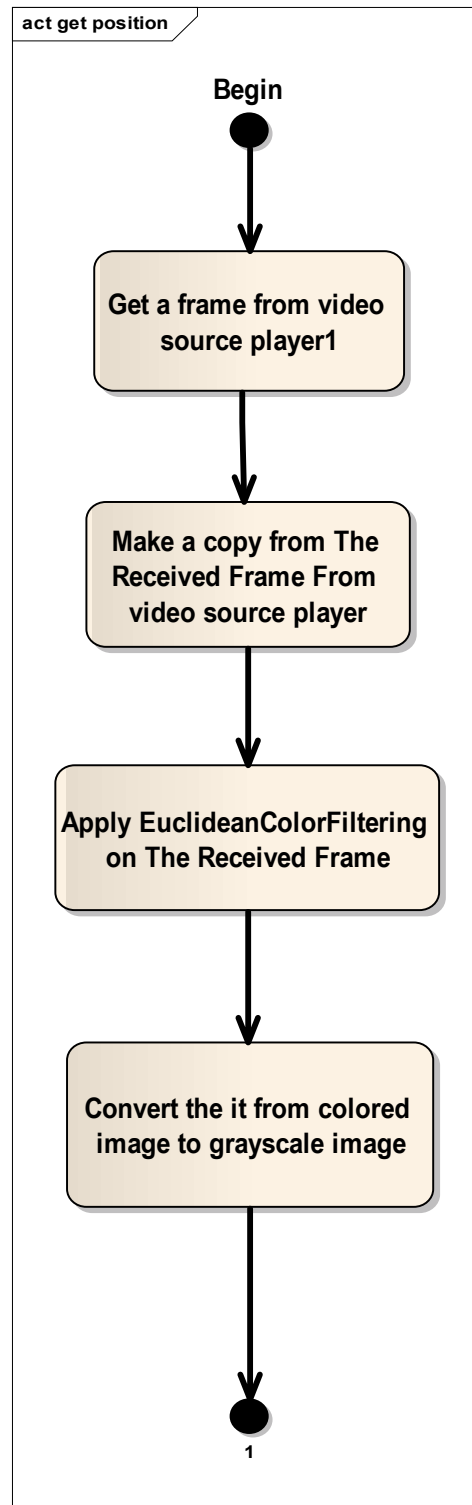 act get position
Begin
Get a frame from video
source player1
Make a copy from The
Received Frame From
video source player
Apply EuclideanColorFiltering
on The Received Frame
Convert the it from colored
image to grayscale image
1